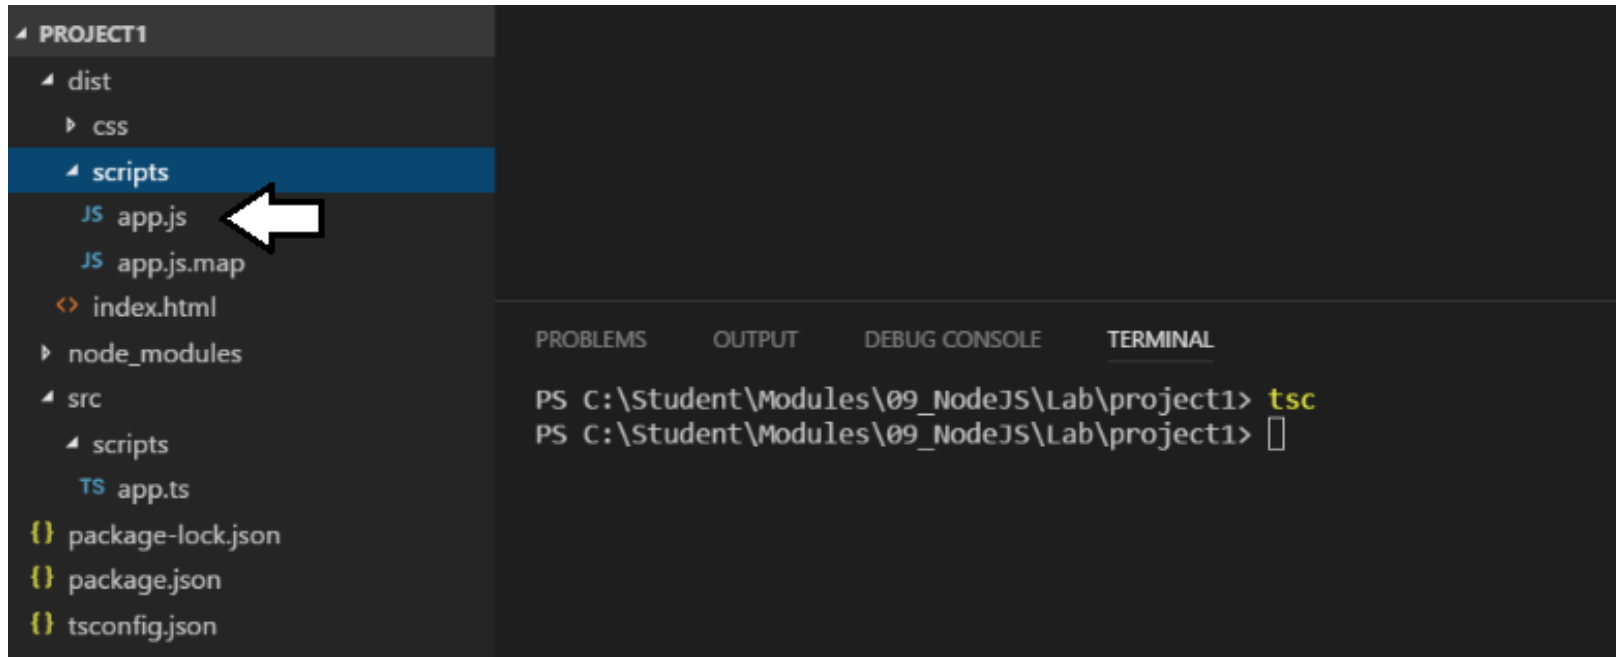 PROJECT1
dist
css
scripts
JS app.js
JS app.js.map
<> index.html
node_modules
src
scripts
TS app.ts
{} package-lock.json
{} package.json
{} tsconfig.json
PROBLEMS OUTPUT DEBUG CONSOLE TERMINAL
PS C:\Student\Modules\09_NodeJS\Lab\project1> tsc
PS C:\Student\Modules\09_NodeJS\Lab\project1>